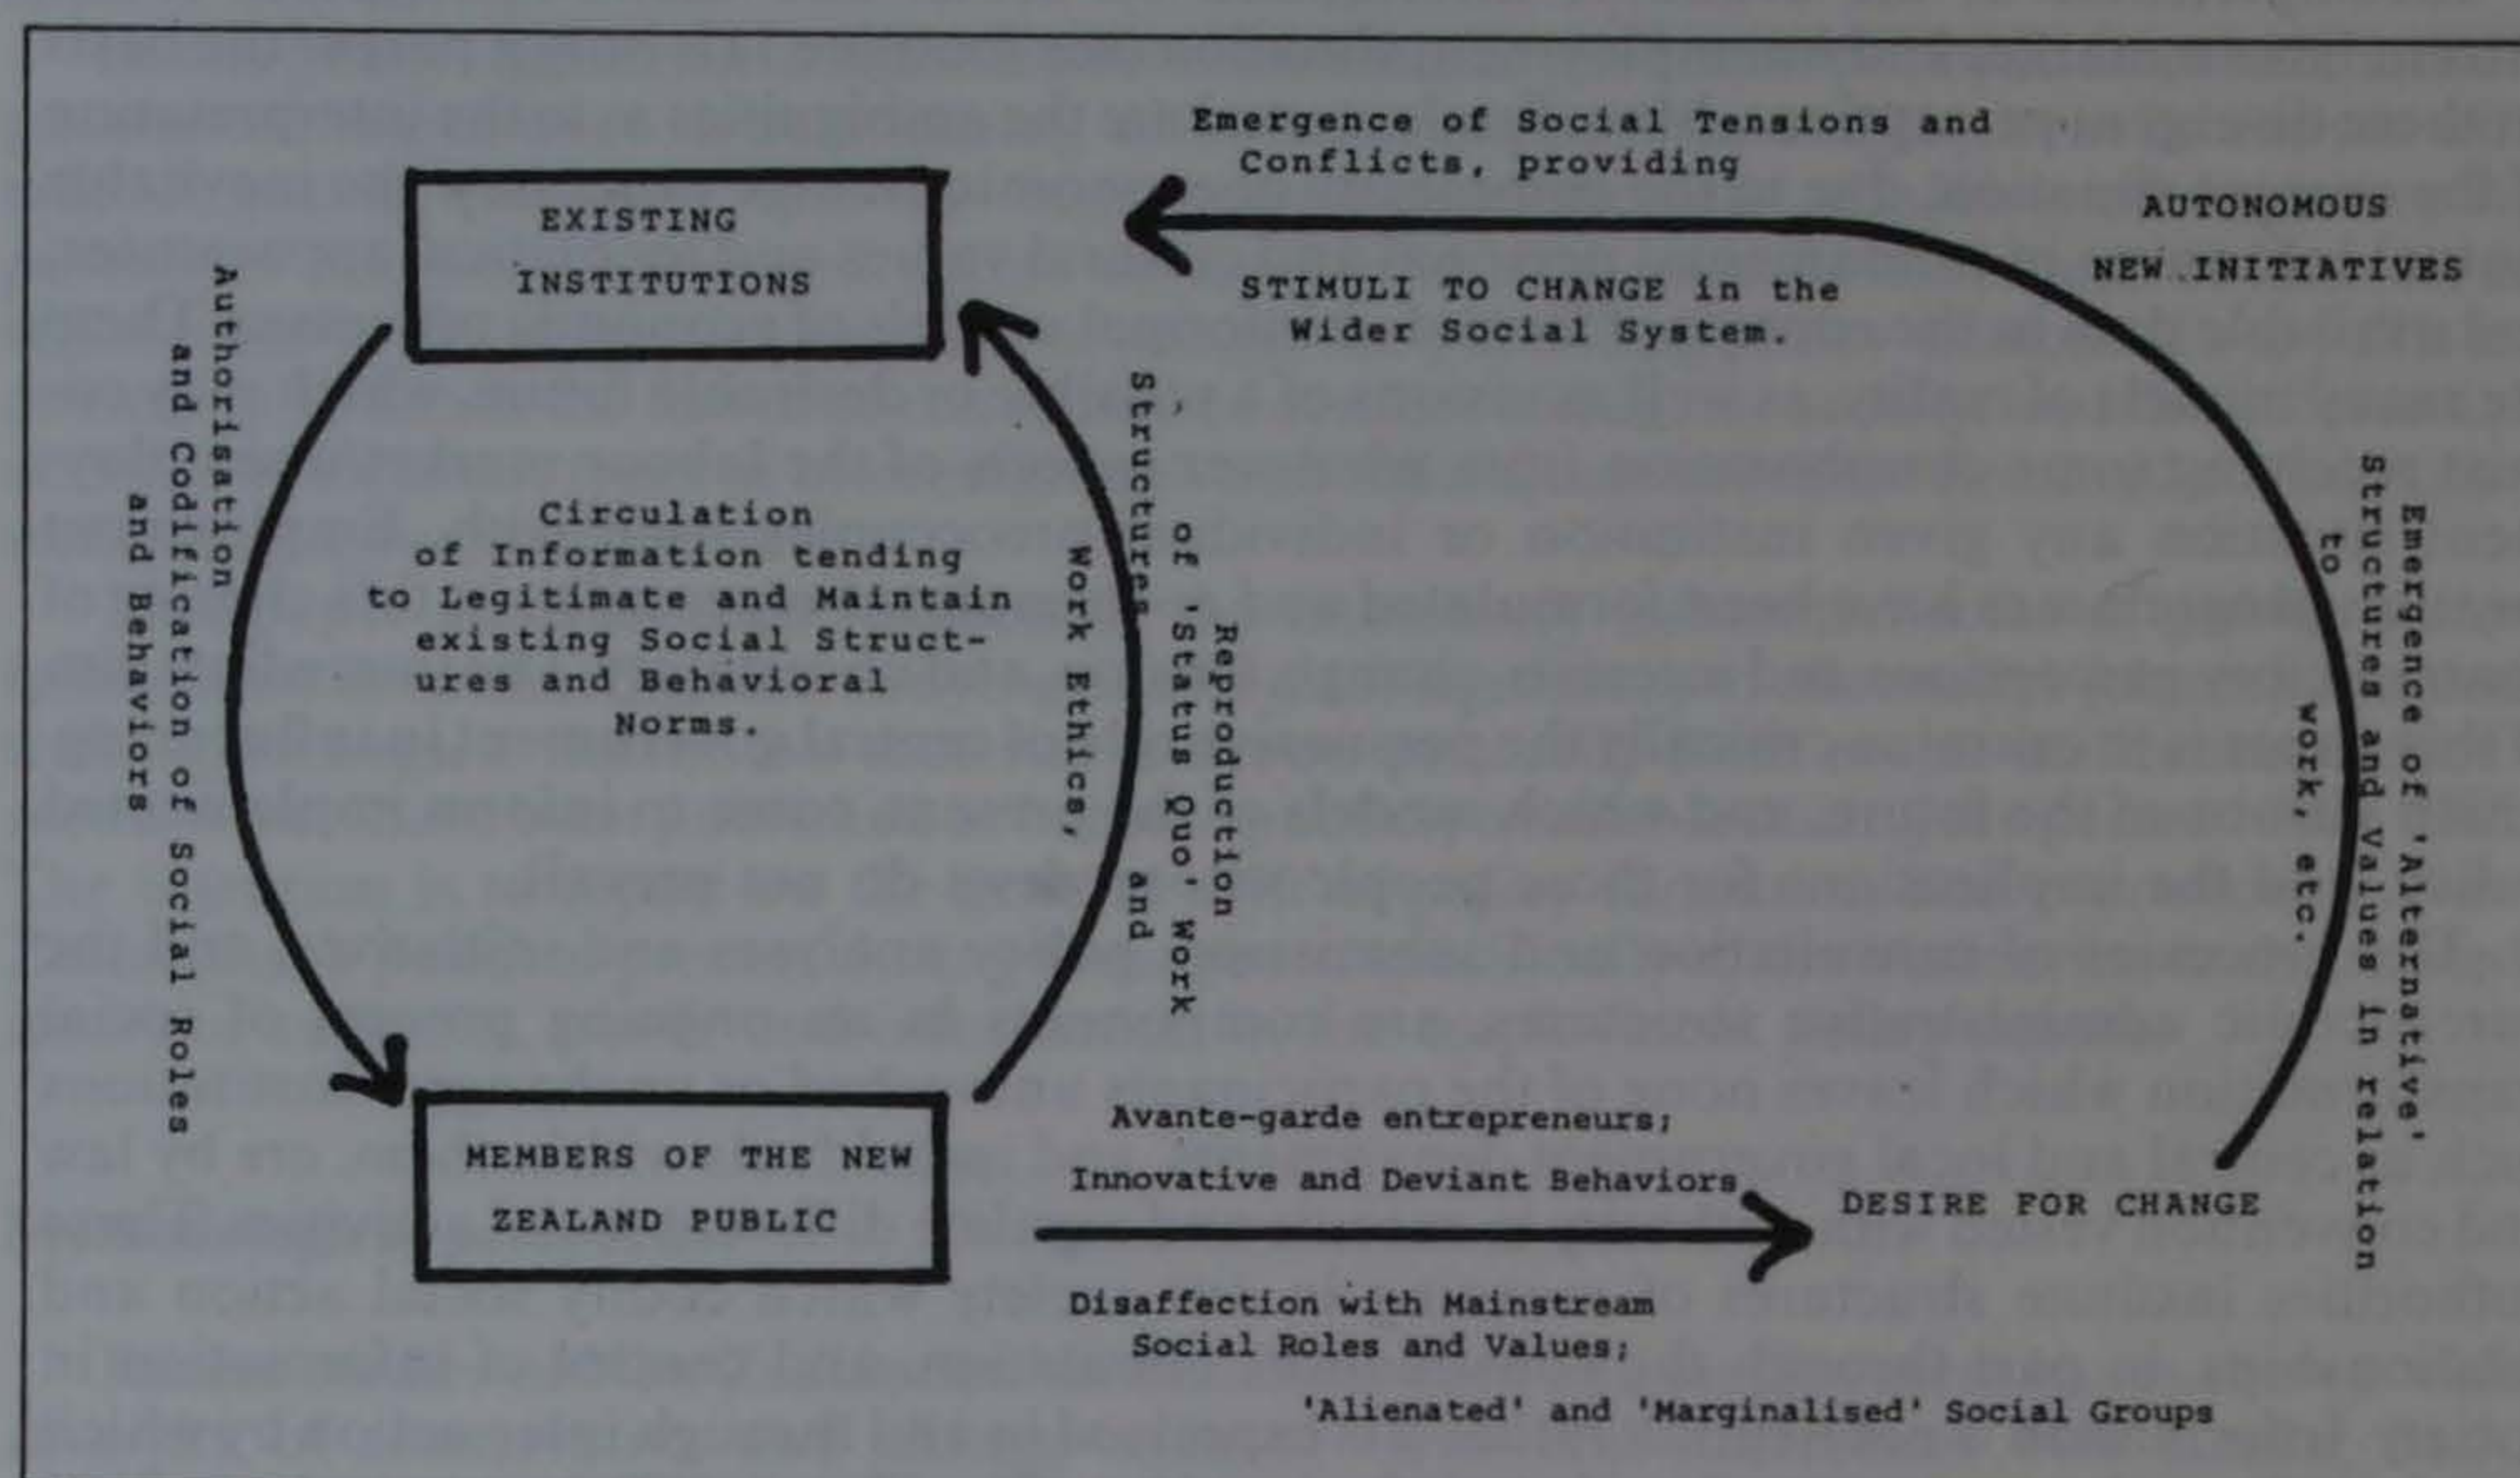 Emergence of Social Tensions and
Conflicts, providing
AUTONOMOUS
NEW INITIATIVES
STIMULI TO CHANGE in the
Wider Social System.
EXISTING
INSTITUTIONS
Authorisation
and Codification of Social Roles
and Behaviors
Circulation
of Information tending
to Legitimate and Maintain
existing Social Struct-
ures and Behavioral
Norms.
Reproduction
of 'Status Quo' Work
Structures, and
Work Ethics,
Emergence of 'Alternative'
Structures and Values in relation
to
work, etc.
MEMBERS OF THE NEW
ZEALAND PUBLIC
Avante-garde entrepreneurs;
Innovative and Deviant Behaviors
DESIRE FOR CHANGE
Disaffection with Mainstream
Social Roles and Values;
'Alienated' and 'Marginalised' Social Groups